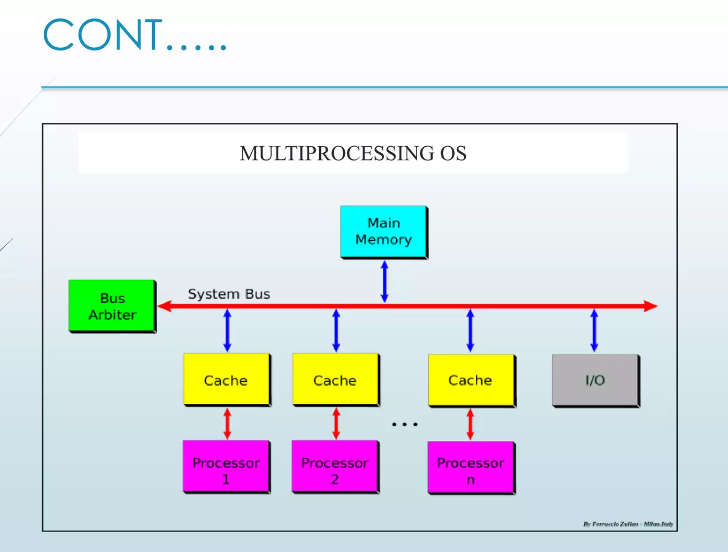 CONT.....
MULTIPROCESSING OS
Main
Memory
System Bus
Bus
Arbiter
Cache
Cache
Cache
I/O
...
Processor
1
Processor
2
Processor
n
By Ferruccio Zulian - Milan.Italy